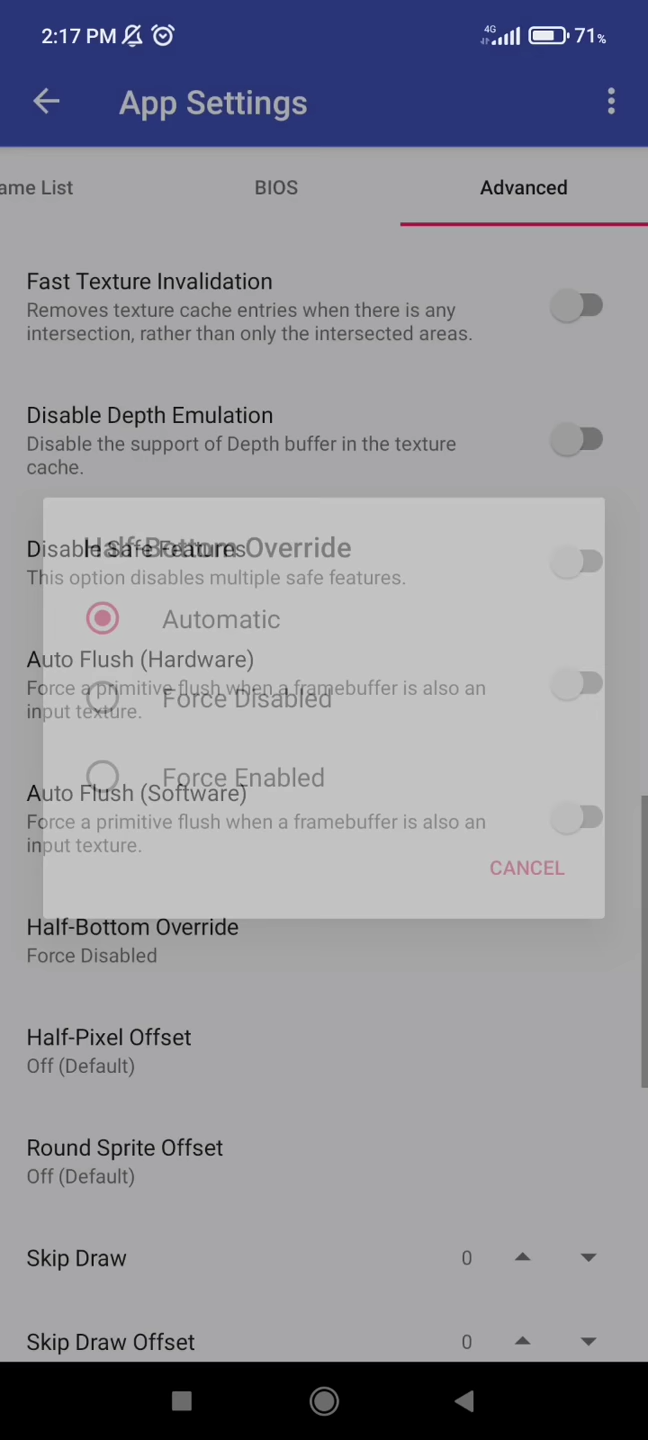 2:17 PM
4G
71%
App Settings
ame List
BIOS
Advanced
Fast Texture Invalidation
Removes texture cache entries when there is any
intersection, rather than only the intersected areas.
Disable Depth Emulation
Disable the support of Depth buffer in the texture
cache.
Disable Safe Features
Half-Bottom Override
This option disables multiple safe features.
Automatic
Auto Flush (Hardware)
Force a primitive flush when a framebuffer is also an
input texture.
Force Disabled
Force Enabled
Auto Flush (Software)
Force a primitive flush when a framebuffer is also an
input texture.
CANCEL
Half-Bottom Override
Force Disabled
Half-Pixel Offset
Off (Default)
Round Sprite Offset
Off (Default)
Skip Draw
0
Skip Draw Offset
0